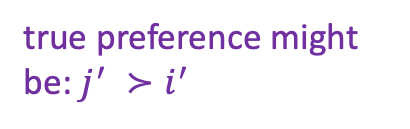 true preference might
be: j′ ≻ i′